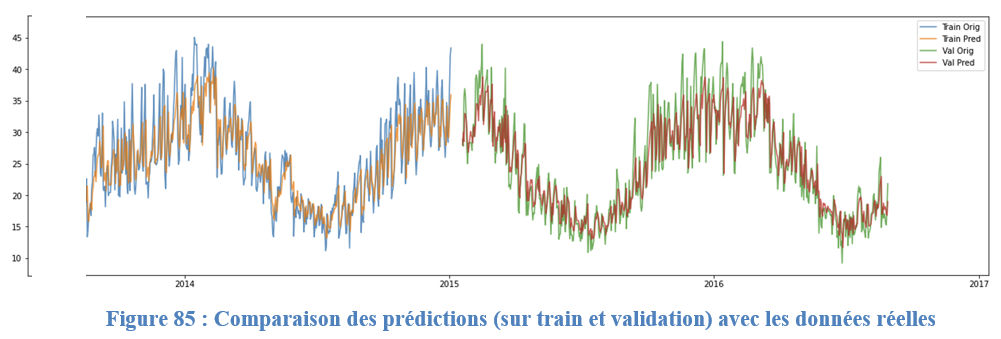 45
40
35
30
25
20
15
10
2014
2015
2016
2017
Train Orig
Train Pred
Val Orig
Val Pred
Figure 85 : Comparaison des prédictions (sur train et validation) avec les données réelles